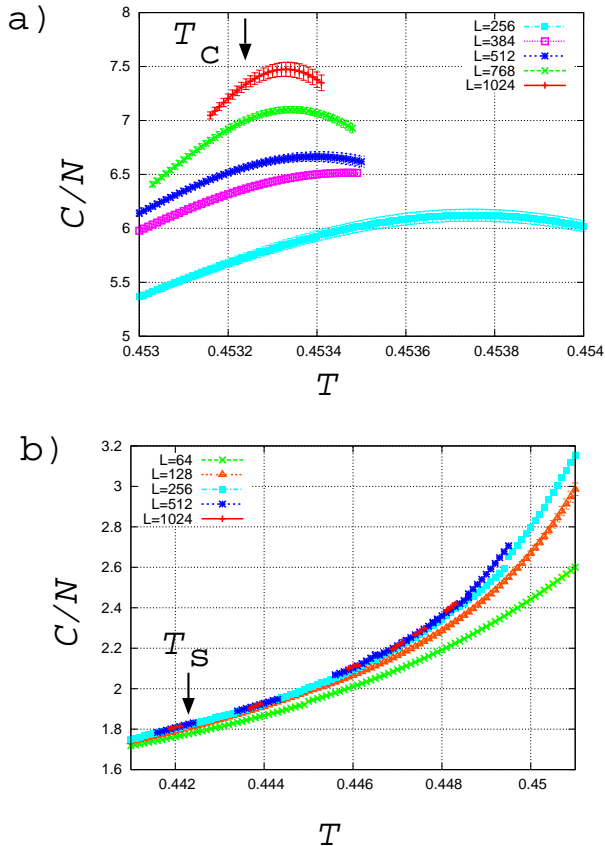 a)
8
7.5
7
6.5
6
5.5
5
C/N
T
C
L=256
L=384
L=512
L=768
L=1024
0.453
0.4532
0.4534
0.4536
0.4538
0.454
T
b)
3.2
3
2.8
2.6
2.4
2.2
2
1.8
1.6
C/N
L=64
L=128
L=256
L=512
L=1024
T
S
0.442
0.444
0.446
0.448
0.45
T